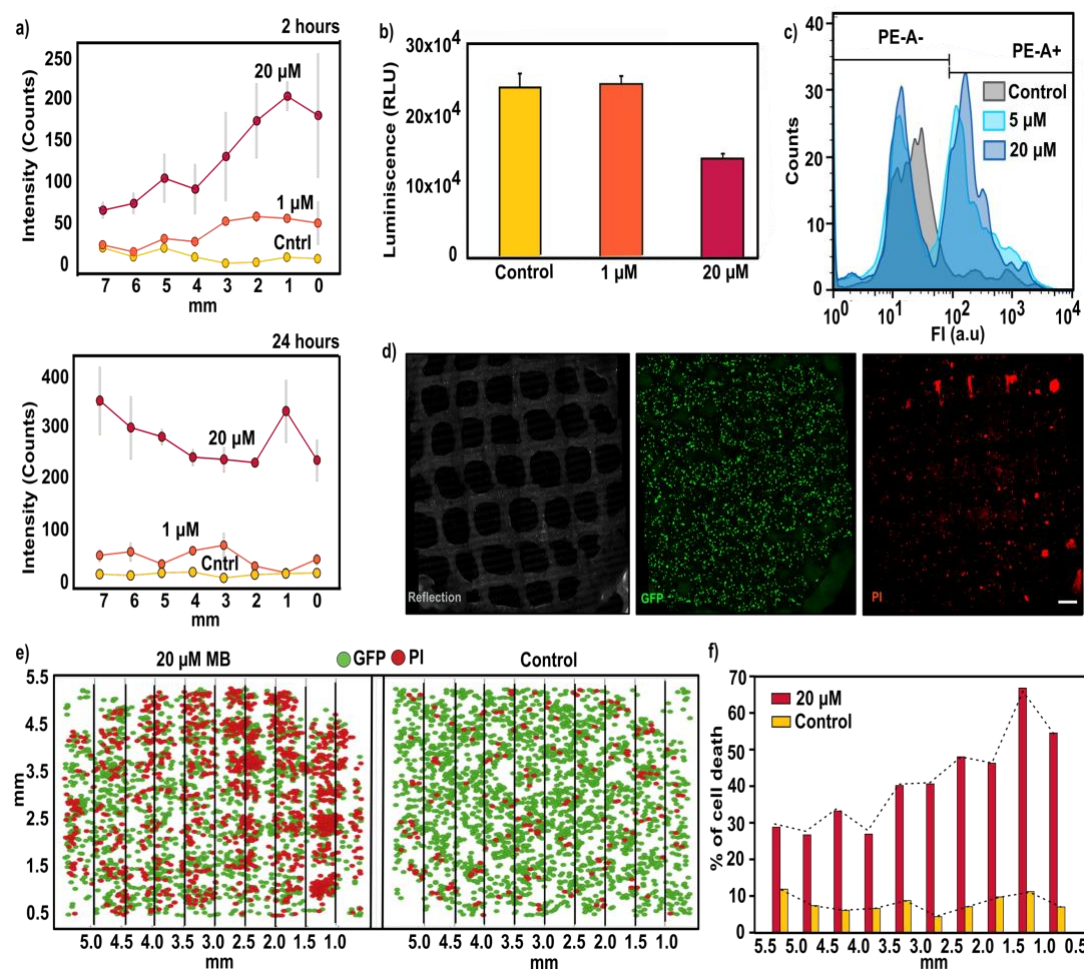 a)
2 hours
Intensity (Counts)
250
200
150
100
50
0
20 µM
1 µM
Cntrl
7 6 5 4 3 2 1 0
mm
b)
Luminiscence (RLU)
30x10⁴
20x10⁴
10x10⁴
0
Control 1 µM 20 µM
c)
Counts
40
30
20
10
0
PE-A-
PE-A+
Control
5 µM
20 µM
10⁰ 10¹ 10² 10³ 10⁴
FI (a.u)
24 hours
Intensity (Counts)
400
300
200
100
0
20 µM
1 µM
Cntrl
7 6 5 4 3 2 1 0
mm
d)
Reflection
GFP
PI
e)
20 µM MB
GFP PI
Control
mm
5.5
4.5
3.5
2.5
1.5
0.5
5.0 4.5 4.0 3.5 3.0 2.5 2.0 1.5 1.0
mm
5.0 4.5 4.0 3.5 3.0 2.5 2.0 1.5 1.0
mm
f)
% of cell death
70
60
50
40
30
20
10
0
20 µM
Control
5.5 5.0 4.5 4.0 3.5 3.0 2.5 2.0 1.5 1.0 0.5
mm